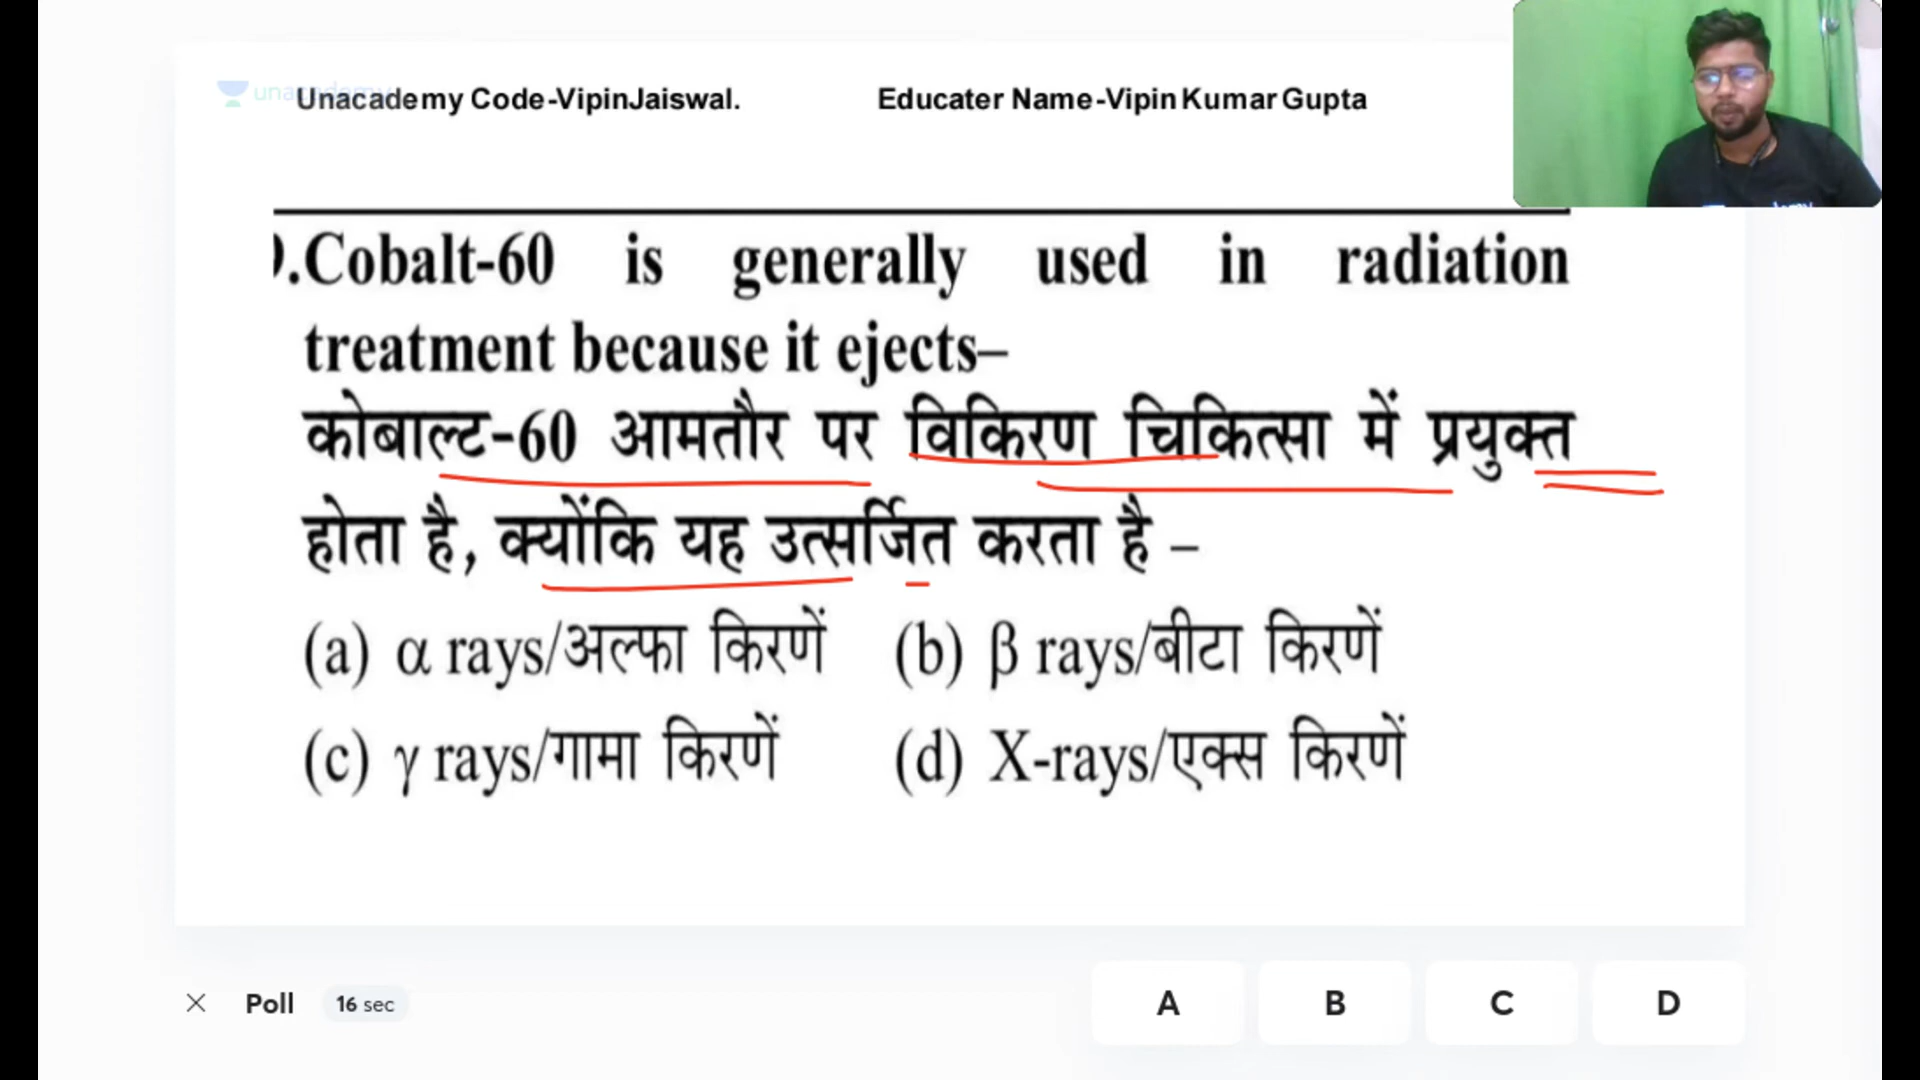 unacademy
Unacademy Code-VipinJaiswal. Educater Name-Vipin Kumar Gupta
.Cobalt-60 is generally used in radiation
treatment because it ejects–
कोबाल्ट-60 आमतौर पर विकिरण चिकित्सा में प्रयुक्त
होता है, क्योंकि यह उत्सर्जित करता है –
(a) α rays/अल्फा किरणें (b) β rays/बीटा किरणें
(c) γ rays/गामा किरणें (d) X-rays/एक्स किरणें
Poll 16 sec A B C D